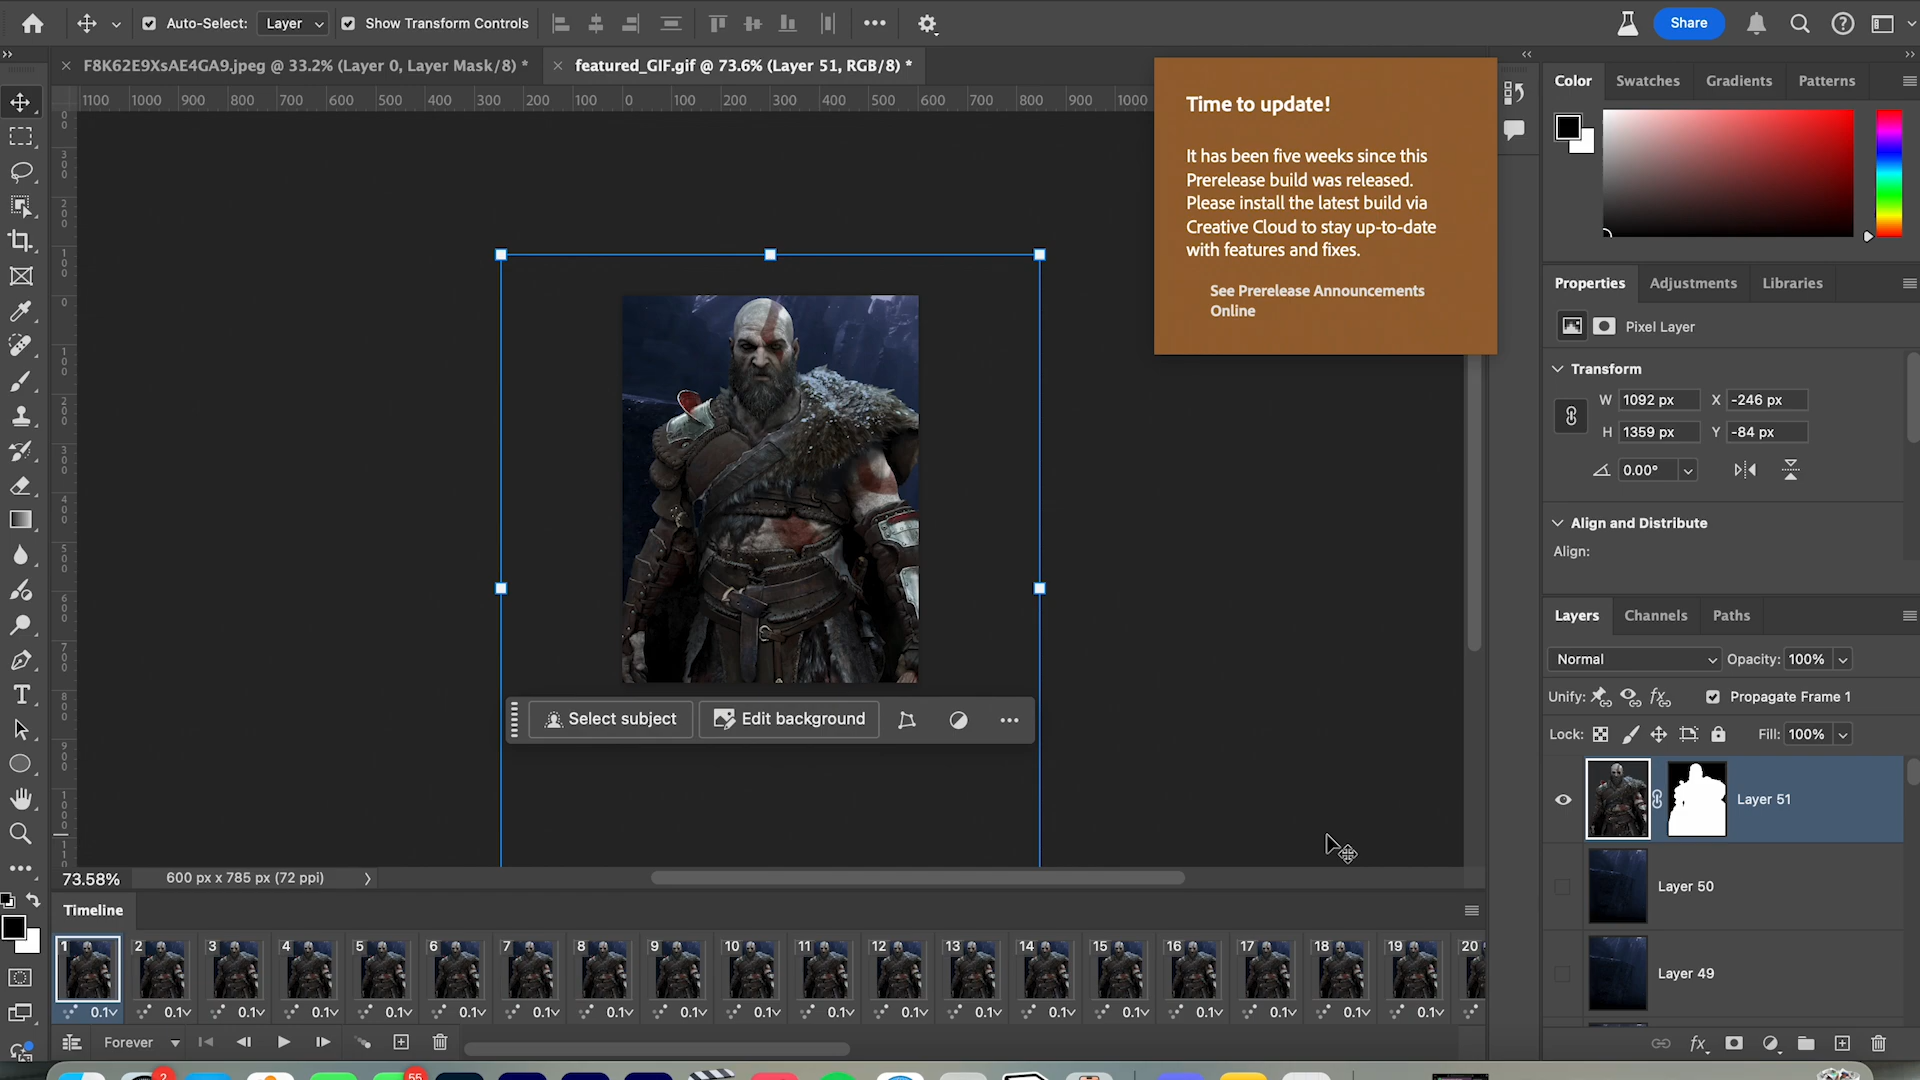 Auto-Select: Layer Show Transform Controls
Share
F8K62E9XsAE4GA9.jpeg @ 33.2% (Layer 0, Layer Mask/8) *
featured_GIF.gif @ 73.6% (Layer 51, RGB/8) *
1100 1000 900 800 700 600 500 400 300 200 100 0 100 200 300 400 500 600 700 800 900 1000
Time to update!
It has been five weeks since this
Prerelease build was released.
Please install the latest build via
Creative Cloud to stay up-to-date
with features and fixes.
See Prerelease Announcements
Online
Color Swatches Gradients Patterns
Properties Adjustments Libraries
Pixel Layer
Transform
W 1092 px X -246 px
H 1359 px Y -84 px
0.00°
Align and Distribute
Align:
Layers Channels Paths
Normal Opacity: 100%
Unify: Propagate Frame 1
Lock: Fill: 100%
Layer 51
Layer 50
Layer 49
Select subject Edit background
73.58% 600 px x 785 px (72 ppi)
Timeline
1 2 3 4 5 6 7 8 9 10 11 12 13 14 15 16 17 18 19 20
0.1 0.1 0.1 0.1 0.1 0.1 0.1 0.1 0.1 0.1 0.1 0.1 0.1 0.1 0.1 0.1 0.1 0.1 0.1
Forever
2
55